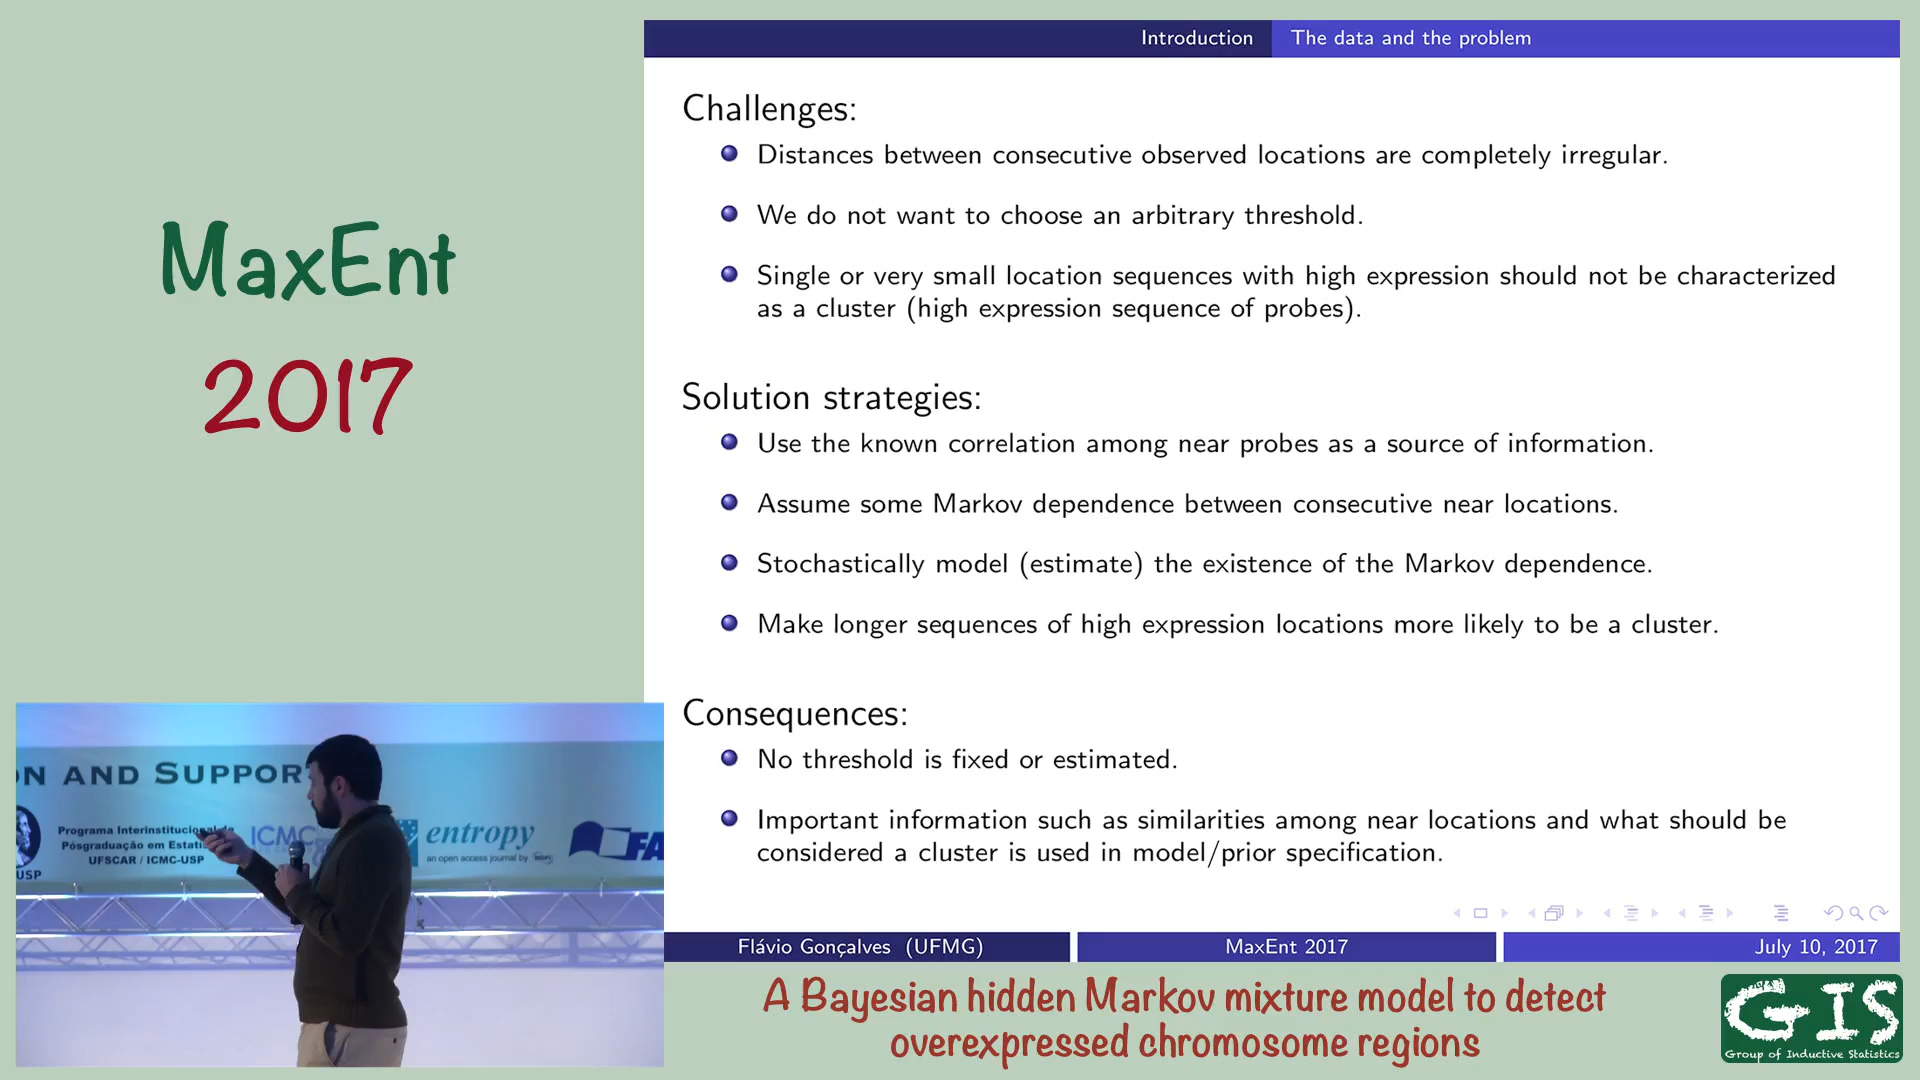 Introduction
The data and the problem
MaxEnt
2017
Challenges:
Distances between consecutive observed locations are completely irregular.
We do not want to choose an arbitrary threshold.
Single or very small location sequences with high expression should not be characterized
as a cluster (high expression sequence of probes).
Solution strategies:
Use the known correlation among near probes as a source of information.
Assume some Markov dependence between consecutive near locations.
Stochastically model (estimate) the existence of the Markov dependence.
Make longer sequences of high expression locations more likely to be a cluster.
Consequences:
No threshold is fixed or estimated.
Important information such as similarities among near locations and what should be
considered a cluster is used in model/prior specification.
ON AND SUPPOR
Programa Interinstitucional de
Pósgraduação em Estatí
UFSCAR / ICMC-USP
USP
ICMC
entropy
an open access journal by
FA
Flávio Gonçalves (UFMG)
MaxEnt 2017
July 10, 2017
A Bayesian hidden Markov mixture model to detect
overexpressed chromosome regions
GIS
Group of Inductive Statistics